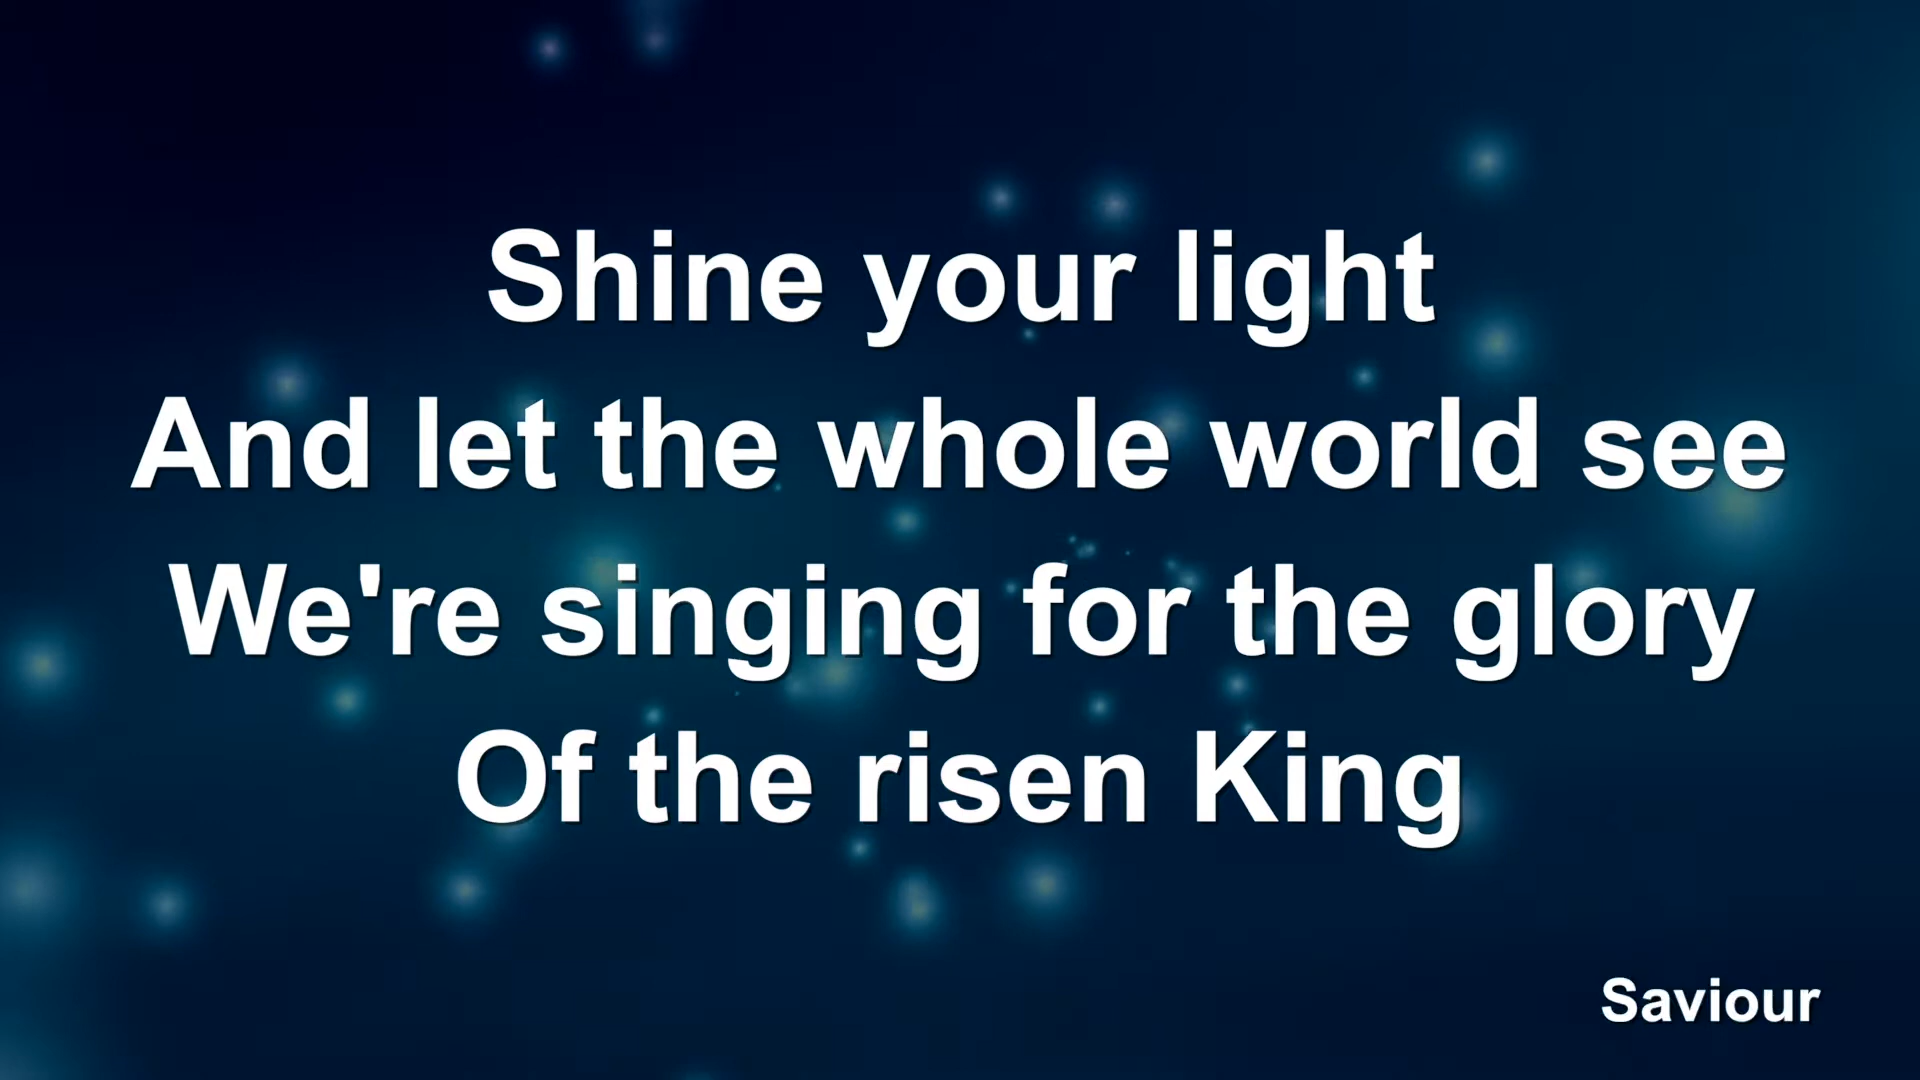 Shine your light
And let the whole world see
We're singing for the glory
Of the risen King
Saviour